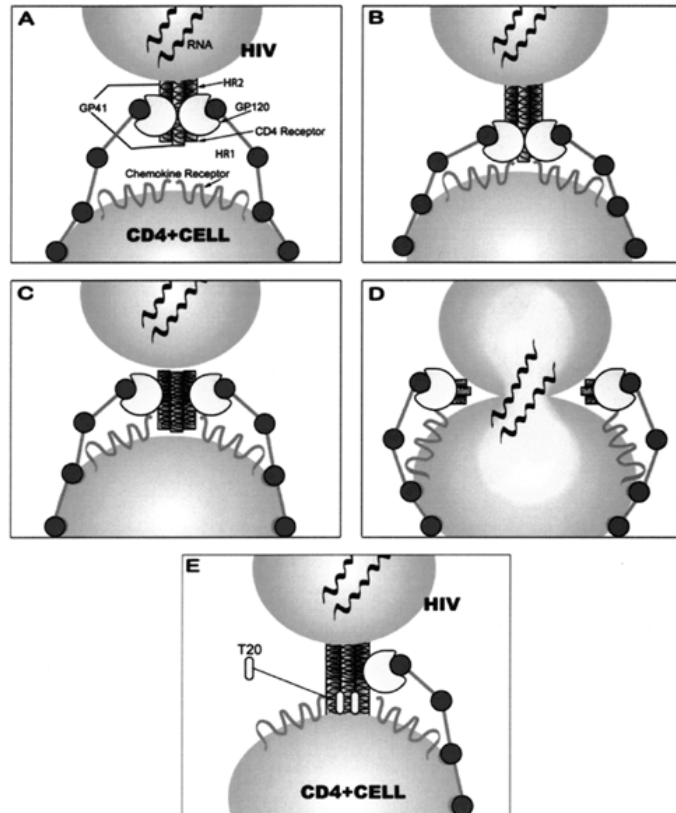 A
RNA
HIV
HR2
GP41
GP120
CD4 Receptor
HR1
Chemokine Receptor
CD4+CELL
B
C
D
E
HIV
T20
CD4+CELL